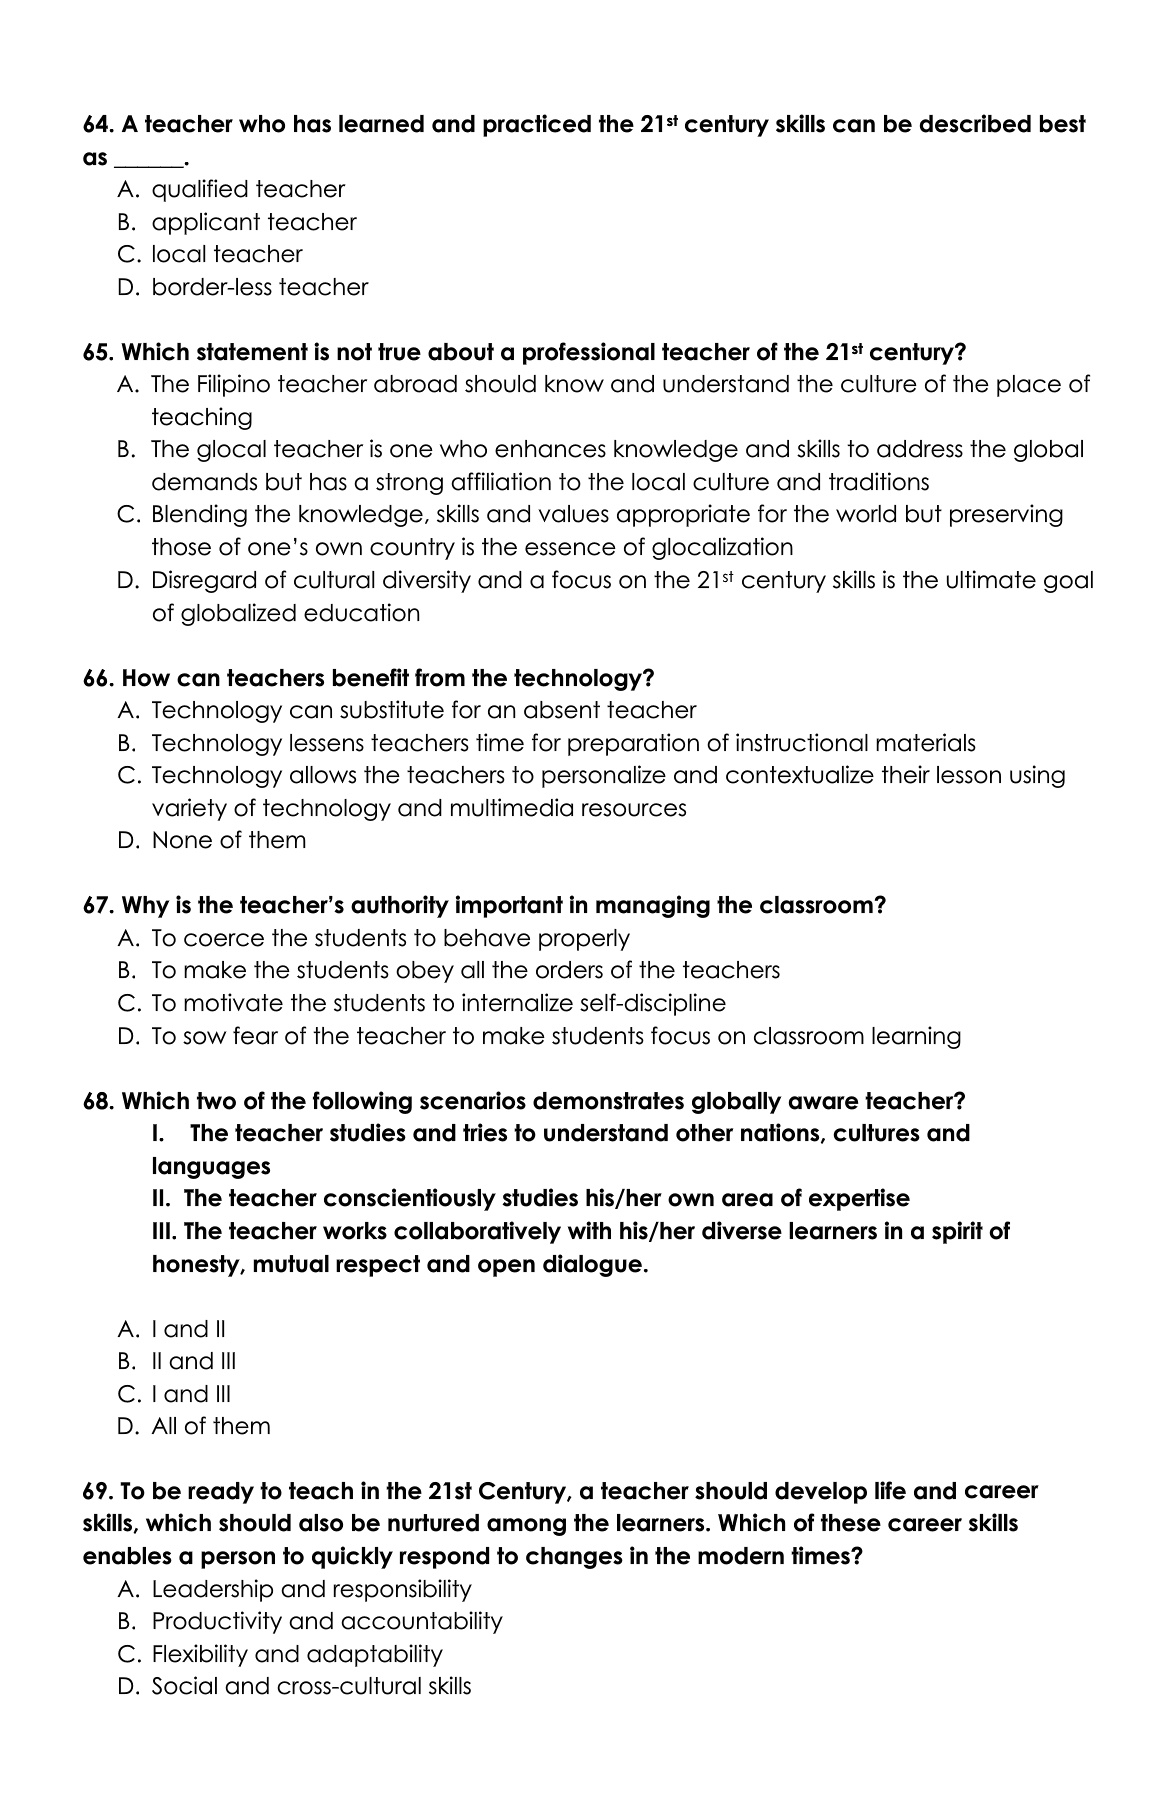 64. A teacher who has learned and practiced the 21st century skills can be described best
as ______.
A. qualified teacher
B. applicant teacher
C. local teacher
D. border-less teacher
65. Which statement is not true about a professional teacher of the 21st century?
A. The Filipino teacher abroad should know and understand the culture of the place of
teaching
B. The glocal teacher is one who enhances knowledge and skills to address the global
demands but has a strong affiliation to the local culture and traditions
C. Blending the knowledge, skills and values appropriate for the world but preserving
those of one's own country is the essence of glocalization
D. Disregard of cultural diversity and a focus on the 21st century skills is the ultimate goal
of globalized education
66. How can teachers benefit from the technology?
A. Technology can substitute for an absent teacher
B. Technology lessens teachers time for preparation of instructional materials
C. Technology allows the teachers to personalize and contextualize their lesson using
variety of technology and multimedia resources
D. None of them
67. Why is the teacher's authority important in managing the classroom?
A. To coerce the students to behave properly
B. To make the students obey all the orders of the teachers
C. To motivate the students to internalize self-discipline
D. To sow fear of the teacher to make students focus on classroom learning
68. Which two of the following scenarios demonstrates globally aware teacher?
I. The teacher studies and tries to understand other nations, cultures and
languages
II. The teacher conscientiously studies his/her own area of expertise
III. The teacher works collaboratively with his/her diverse learners in a spirit of
honesty, mutual respect and open dialogue.
A. I and II
B. II and III
C. I and III
D. All of them
69. To be ready to teach in the 21st Century, a teacher should develop life and career
skills, which should also be nurtured among the learners. Which of these career skills
enables a person to quickly respond to changes in the modern times?
A. Leadership and responsibility
B. Productivity and accountability
C. Flexibility and adaptability
D. Social and cross-cultural skills